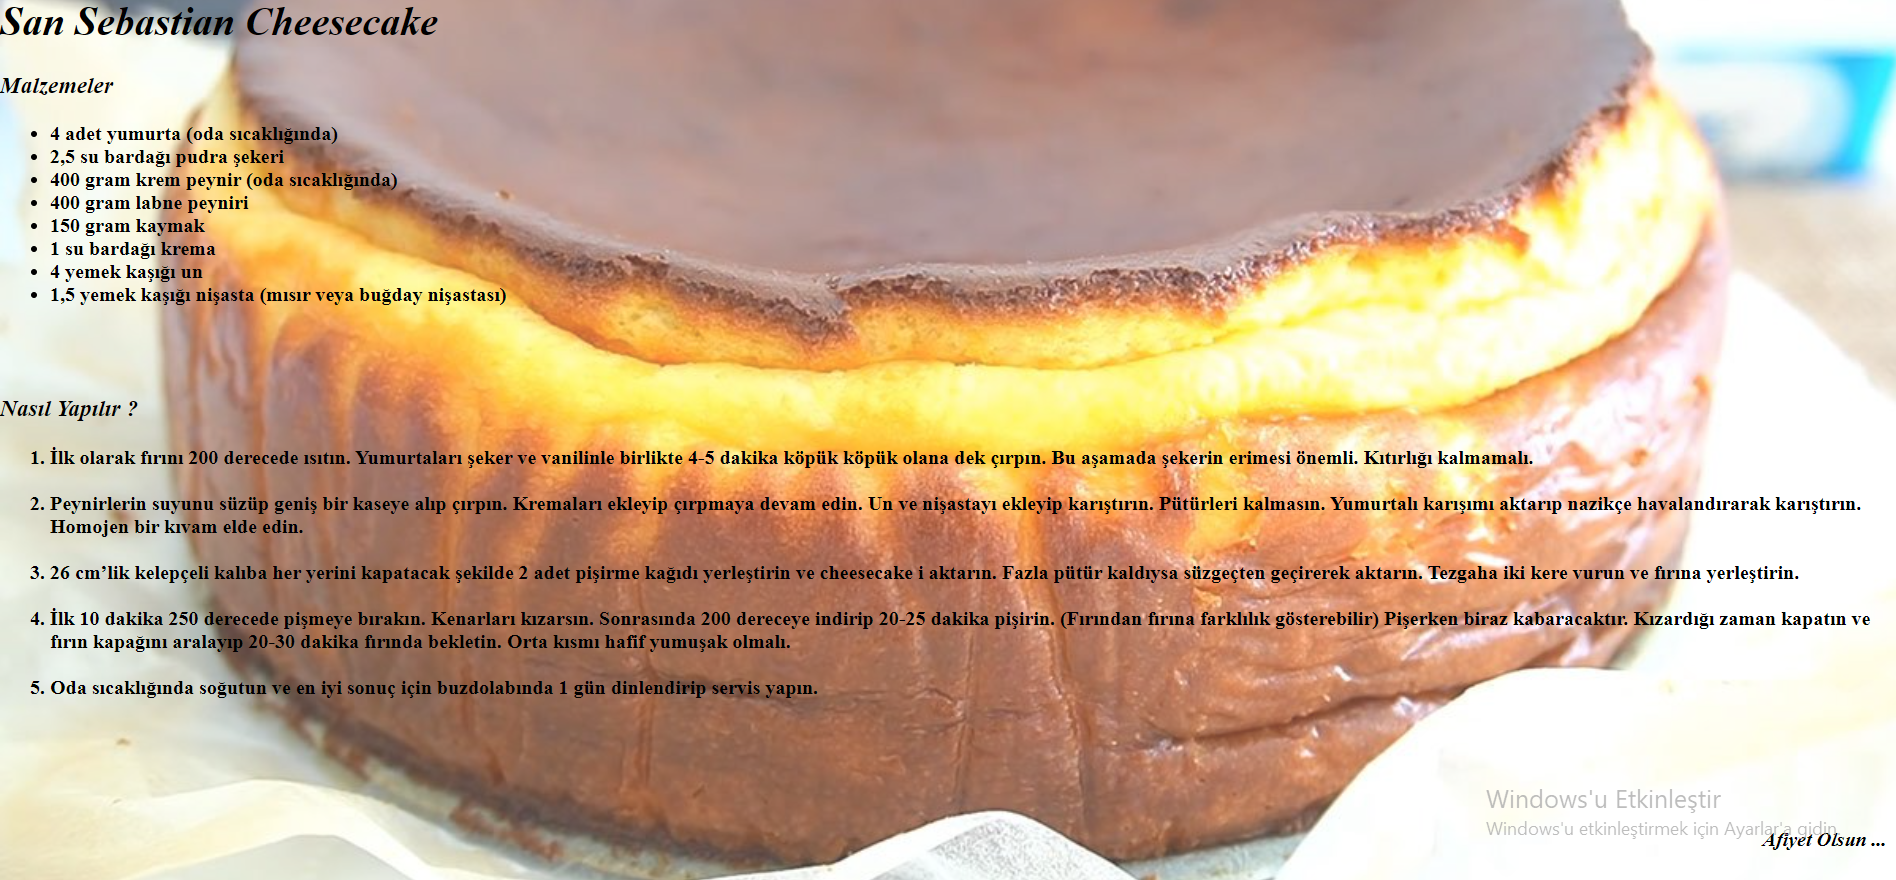 San Sebastian Cheesecake
Malzemeler
• 4 adet yumurta (oda sıcaklığında)
• 2,5 su bardağı pudra şekeri
• 400 gram krem peynir (oda sıcaklığında)
• 400 gram labne peyniri
• 150 gram kaymak
• 1 su bardağı krema
• 4 yemek kaşığı un
• 1,5 yemek kaşığı nişasta (mısır veya buğday nişastası)
Nasıl Yapılır ?
1. İlk olarak fırını 200 derecede ısıtın. Yumurtaları şeker ve vanilinle birlikte 4-5 dakika köpük köpük olana dek çırpın. Bu aşamada şekerin erimesi önemli. Kıtırlığı kalmamalı.
2. Peynirlerin suyunu süzüp geniş bir kaseye alıp çırpın. Kremaları ekleyip çırpmaya devam edin. Un ve nişastayı ekleyip karıştırın. Pütürleri kalmasın. Yumurtalı karışımı aktarıp nazikçe havalandırarak karıştırın.
Homojen bir kıvam elde edin.
3. 26 cm’lik kelepçeli kalıba her yerini kapatacak şekilde 2 adet pişirme kağıdı yerleştirin ve cheesecake i aktarın. Fazla pütür kaldıysa süzgeçten geçirerek aktarın. Tezgaha iki kere vurun ve fırına yerleştirin.
4. İlk 10 dakika 250 derecede pişmeye bırakın. Kenarları kızarsın. Sonrasında 200 dereceye indirip 20-25 dakika pişirin. (Fırından fırına farklılık gösterebilir) Pişerken biraz kabaracaktır. Kızardığı zaman kapatın ve
fırın kapağını aralayıp 20-30 dakika fırında bekletin. Orta kısmı hafif yumuşak olmalı.
5. Oda sıcaklığında soğutun ve en iyi sonuç için buzdolabında 1 gün dinlendirip servis yapın.
Windows'u Etkinleştir
Windows'u etkinleştirmek için Ayarlar'a gidin.
Afiyet Olsun ...